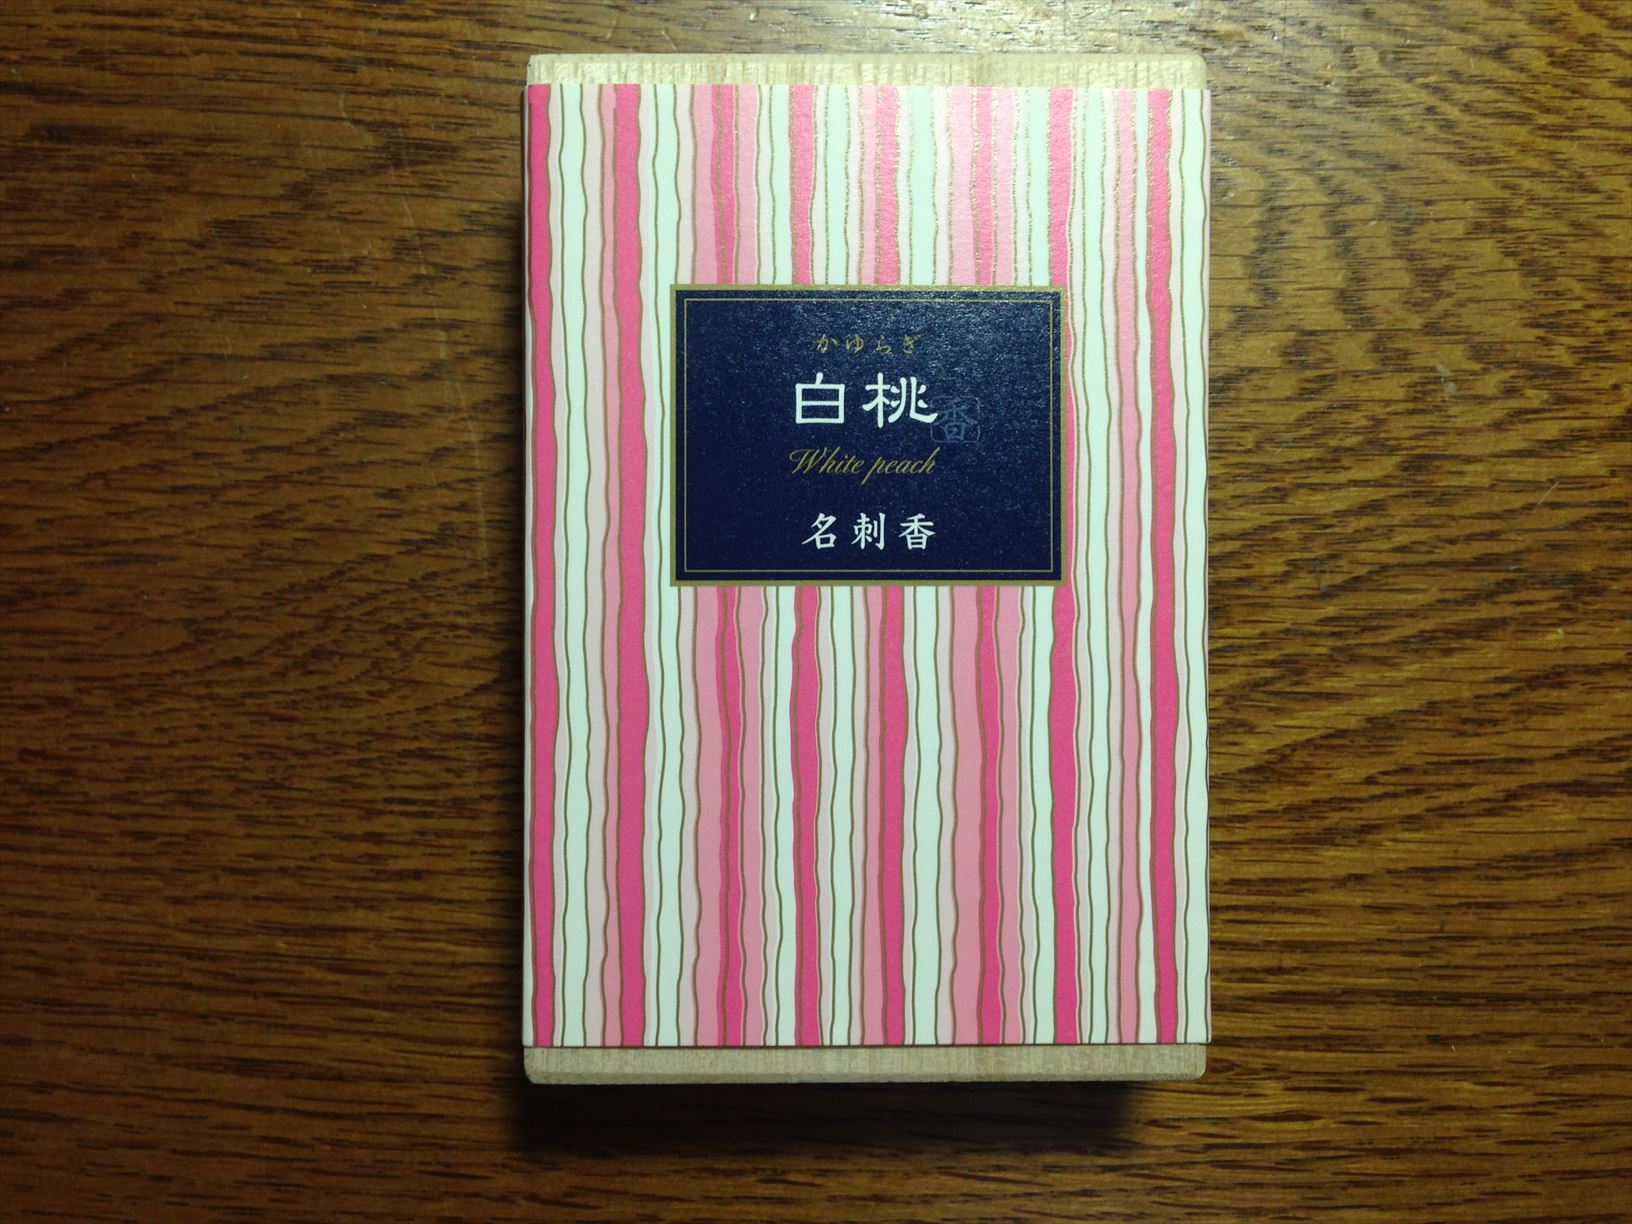 かゆらぎ
白桃
香
White peach
名刺香